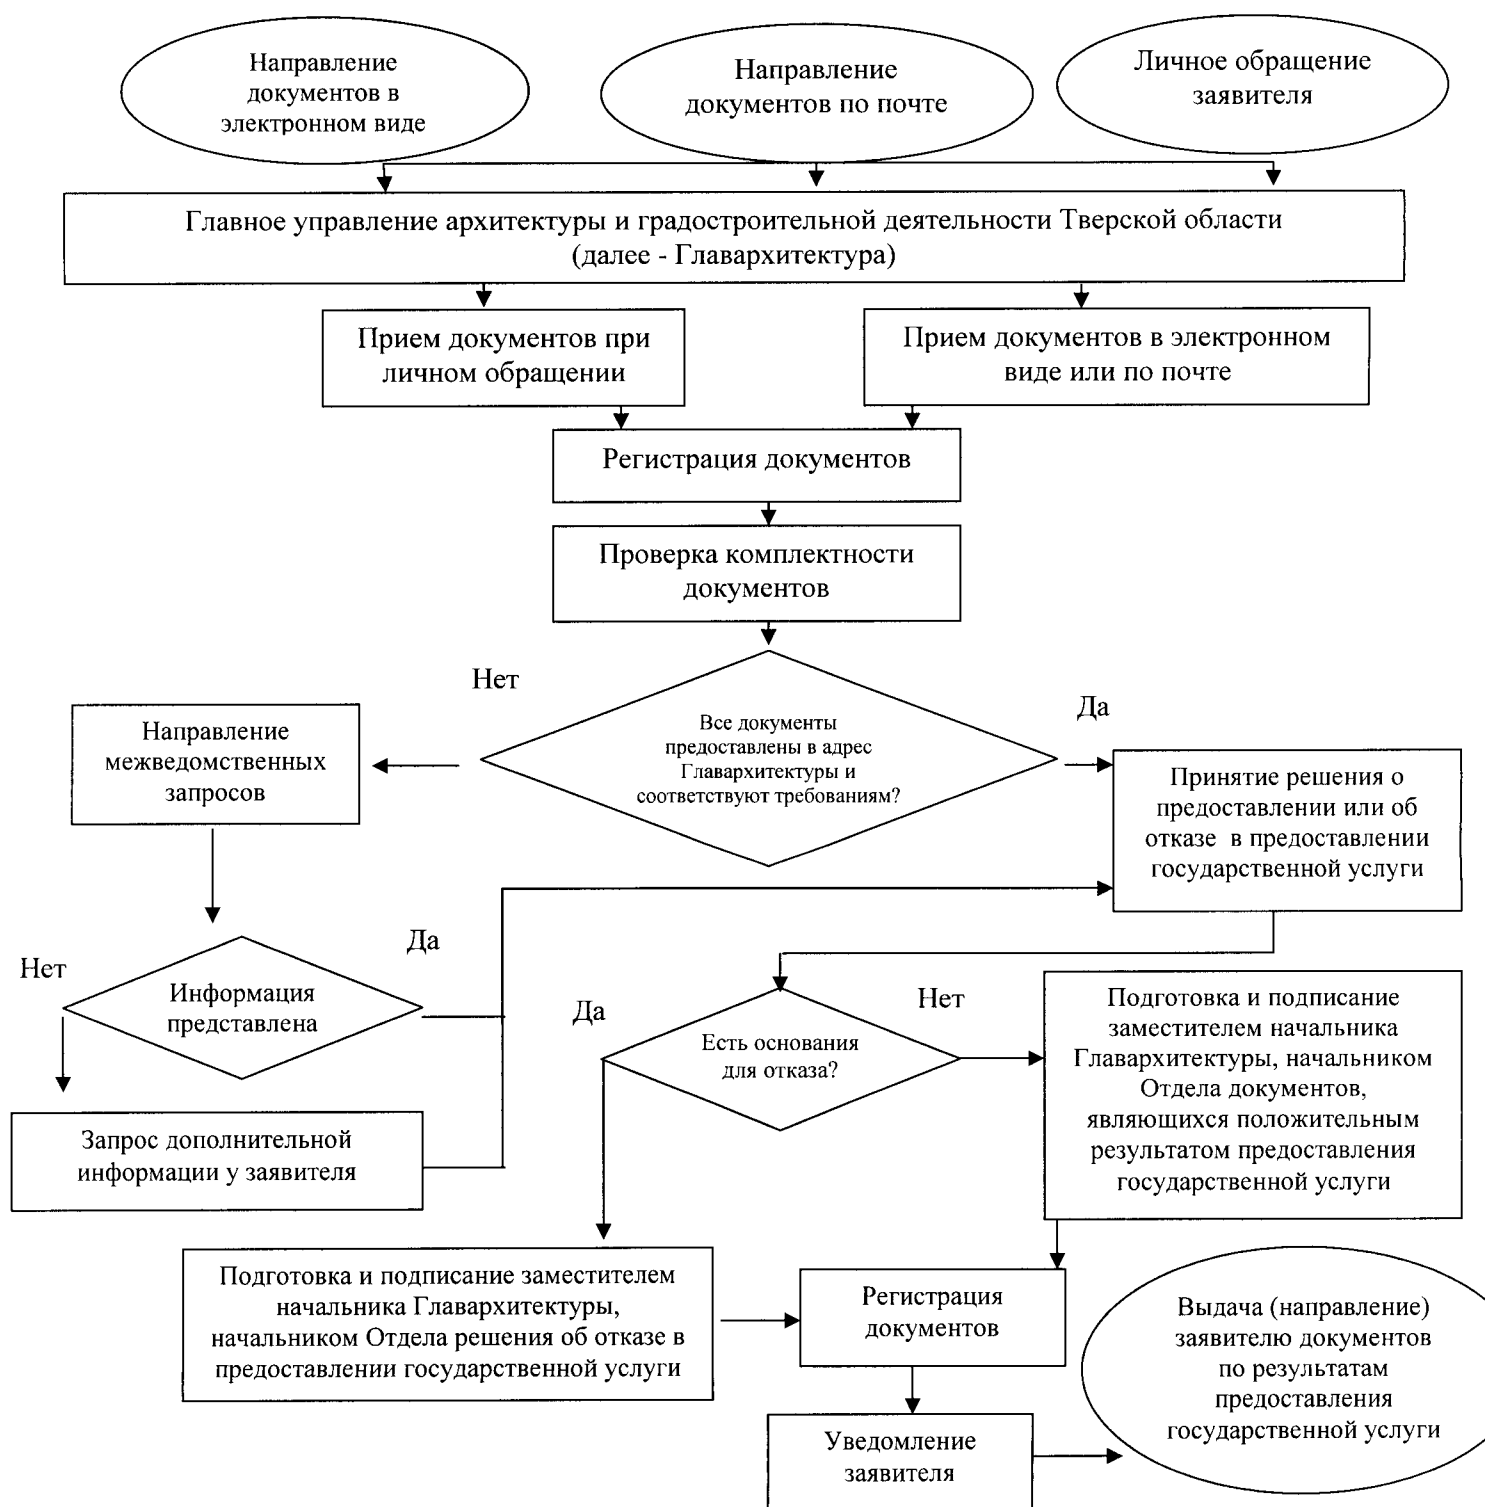 Направление
документов в
электронном виде
Направление
документов по почте
Личное обращение
заявителя
Главное управление архитектуры и градостроительной деятельности Тверской области
(далее - Главархитектура)
Прием документов при
личном обращении
Прием документов в электронном
виде или по почте
Регистрация документов
Проверка комплектности
документов
Нет
Да
Все документы
предоставлены в адрес
Главархитектуры и
соответствуют требованиям?
Направление
межведомственных
запросов
Принятие решения о
предоставлении или об
отказе в предоставлении
государственной услуги
Нет
Да
Информация
представлена
Да
Нет
Есть основания
для отказа?
Подготовка и подписание
заместителем начальника
Главархитектуры, начальником
Отдела документов,
являющихся положительным
результатом предоставления
государственной услуги
Запрос дополнительной
информации у заявителя
Подготовка и подписание заместителем
начальника Главархитектуры,
начальником Отдела решения об отказе в
предоставлении государственной услуги
Регистрация
документов
Выдача (направление)
заявителю документов
по результатам
предоставления
государственной услуги
Уведомление
заявителя